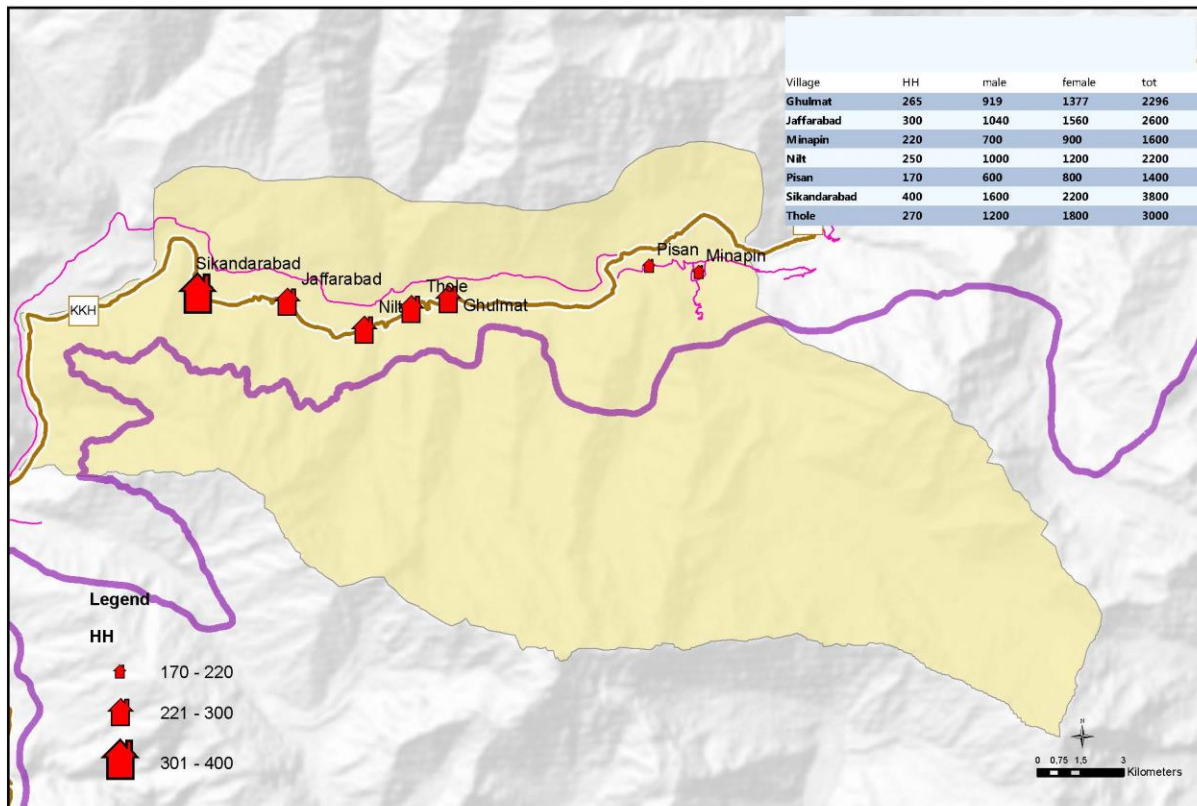 Village HH male female tot
Ghulmat 265 919 1377 2296
Jaffarabad 300 1040 1560 2600
Minapin 220 700 900 1600
Nilt 250 1000 1200 2200
Pisan 170 600 800 1400
Sikandarabad 400 1600 2200 3800
Thole 270 1200 1800 3000
Pisan
Minapin
Sikandarabad
Jaffarabad
Thole
Nilt
Ghulmat
KKH
Legend
HH
170 - 220
221 - 300
301 - 400
N
0 0,75 1,5 3
Kilometers